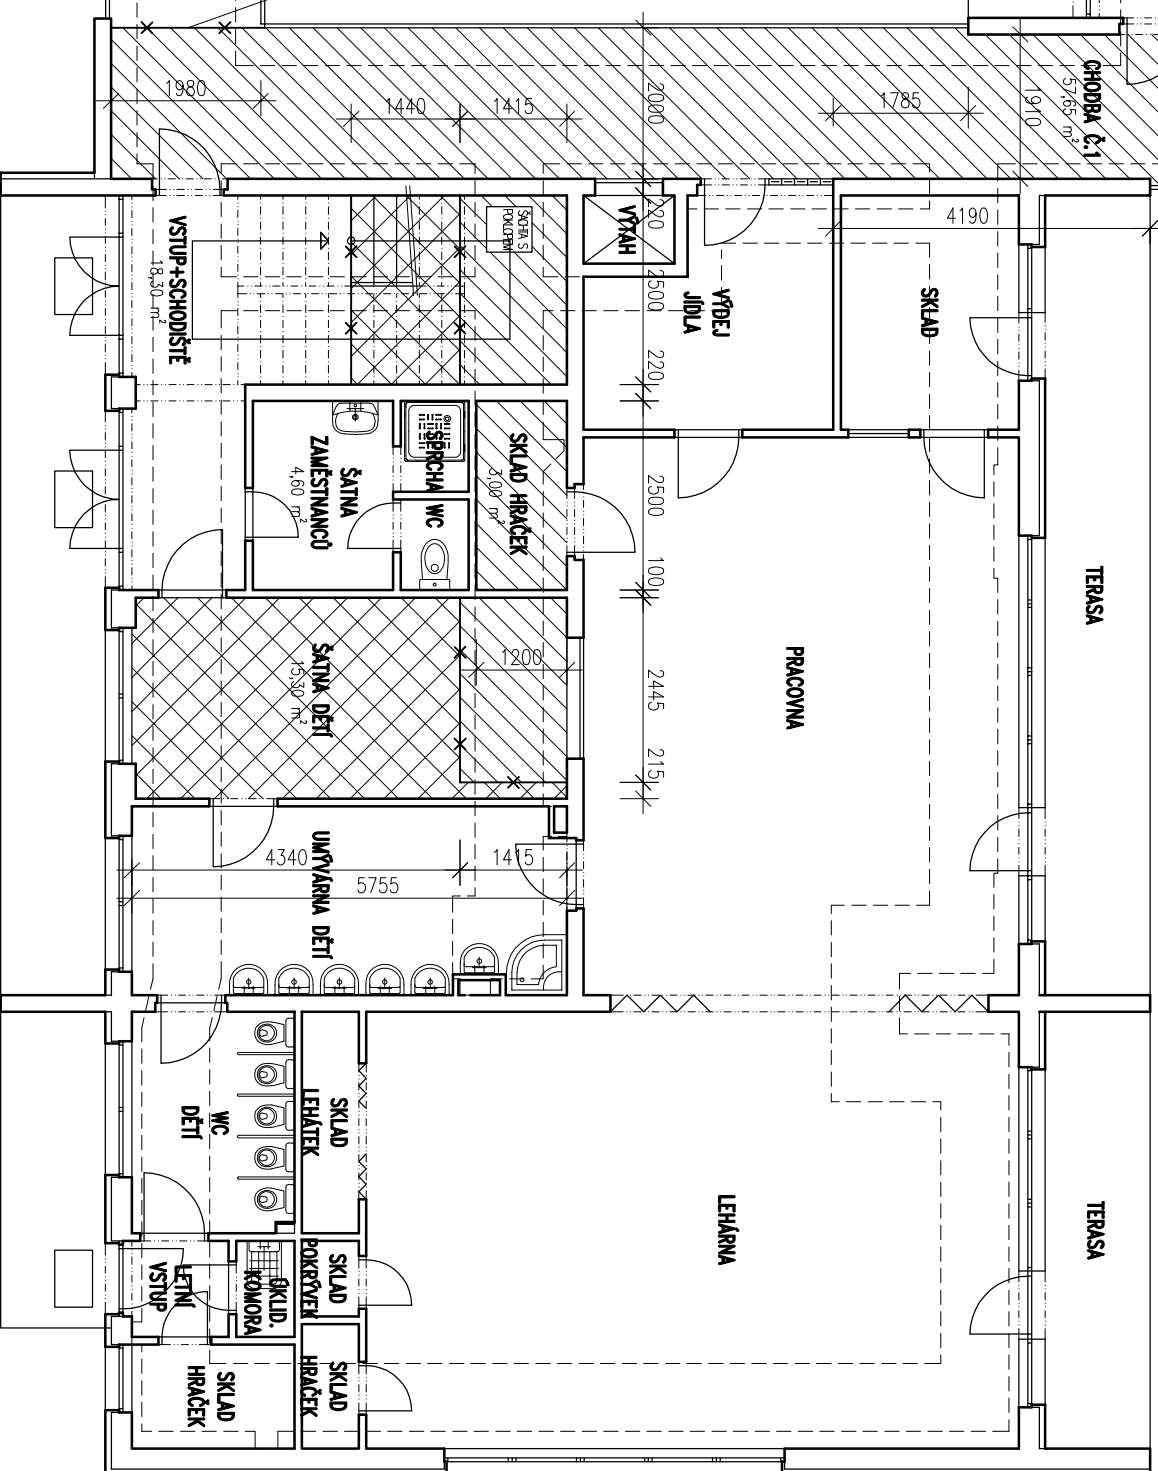 CHODBA Č.1
57,65 m²
1980
1440
1415
2000
1785
1910
ŠACHTA S
POKLOPEM
VÝTAH
220
4190
VSTUP+SCHODIŠTĚ
18,30 m²
2500
VÝDEJ
JÍDLA
SKLAD
220
ŠATNA
ZAMĚSTNANCŮ
4,60 m²
SPRCHA
WC
SKLAD HRAČEK
3,00 m²
2500
100
TERASA
ŠATNA DĚTÍ
15,30 m²
1200
2445
PRACOVNA
215
UMÝVÁRNA DĚTÍ
4340
1415
5755
WC
DĚTÍ
SKLAD
LEHÁTEK
LEHÁRNA
TERASA
LETNÍ
VSTUP
ÚKLID.
KOMORA
SKLAD
POKRÝVEK
SKLAD
HRAČEK
SKLAD
HRAČEK